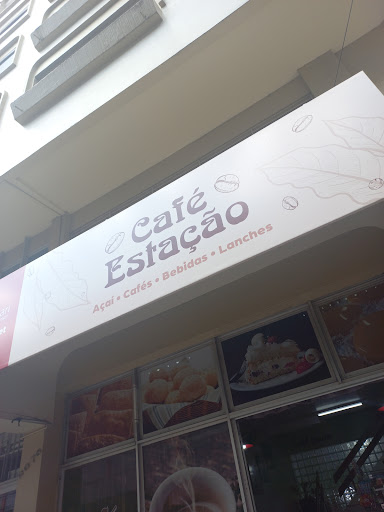 Café
Estação
Açaí • Cafés • Bebidas • Lanches